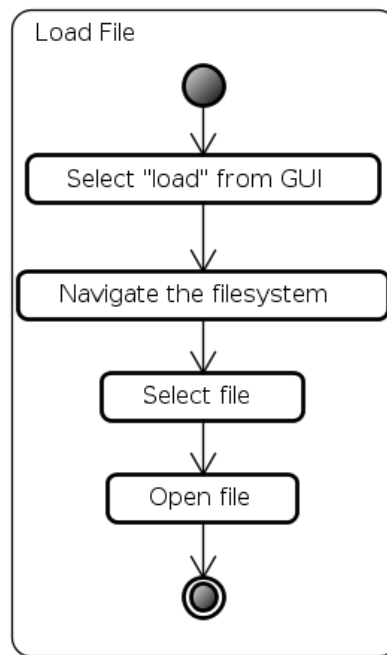 Load File
Select "load" from GUI
Navigate the filesystem
Select file
Open file